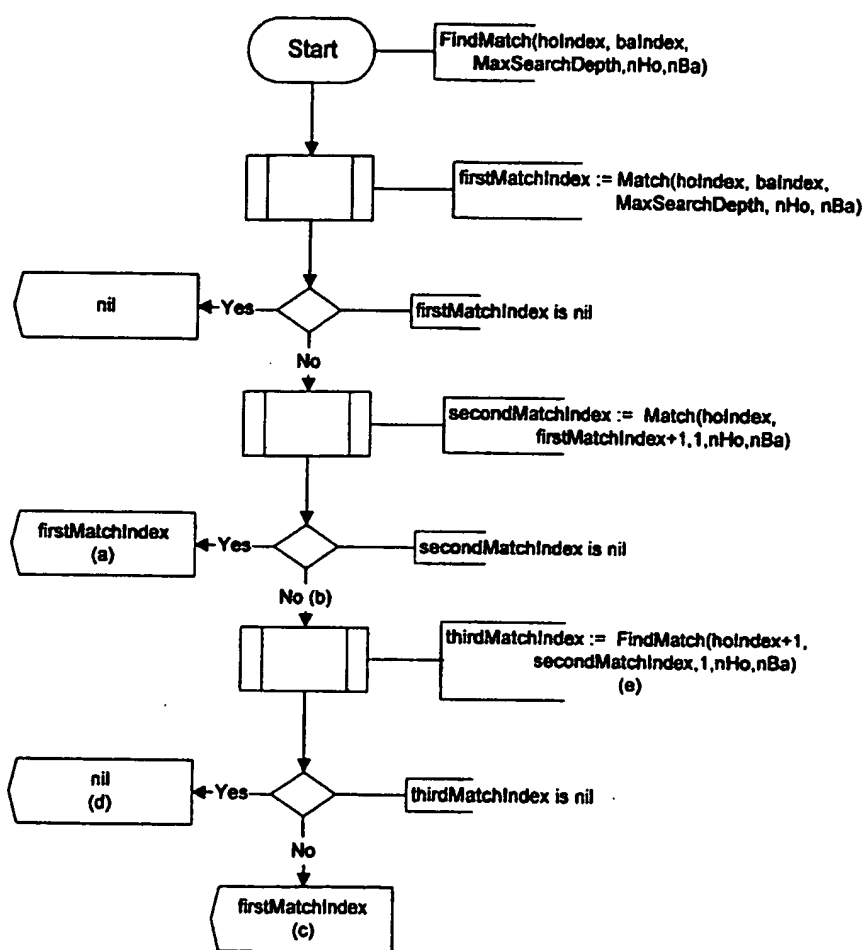 Start
FindMatch(hoIndex, baIndex,
MaxSearchDepth,nHo,nBa)
firstMatchIndex := Match(hoIndex, baIndex,
MaxSearchDepth, nHo, nBa)
nil
Yes
firstMatchIndex is nil
No
secondMatchIndex := Match(hoIndex,
firstMatchIndex+1,1,nHo,nBa)
firstMatchIndex
(a)
Yes
secondMatchIndex is nil
No (b)
thirdMatchIndex := FindMatch(hoIndex+1,
secondMatchIndex,1,nHo,nBa)
(e)
nil
(d)
Yes
thirdMatchIndex is nil
No
firstMatchIndex
(c)